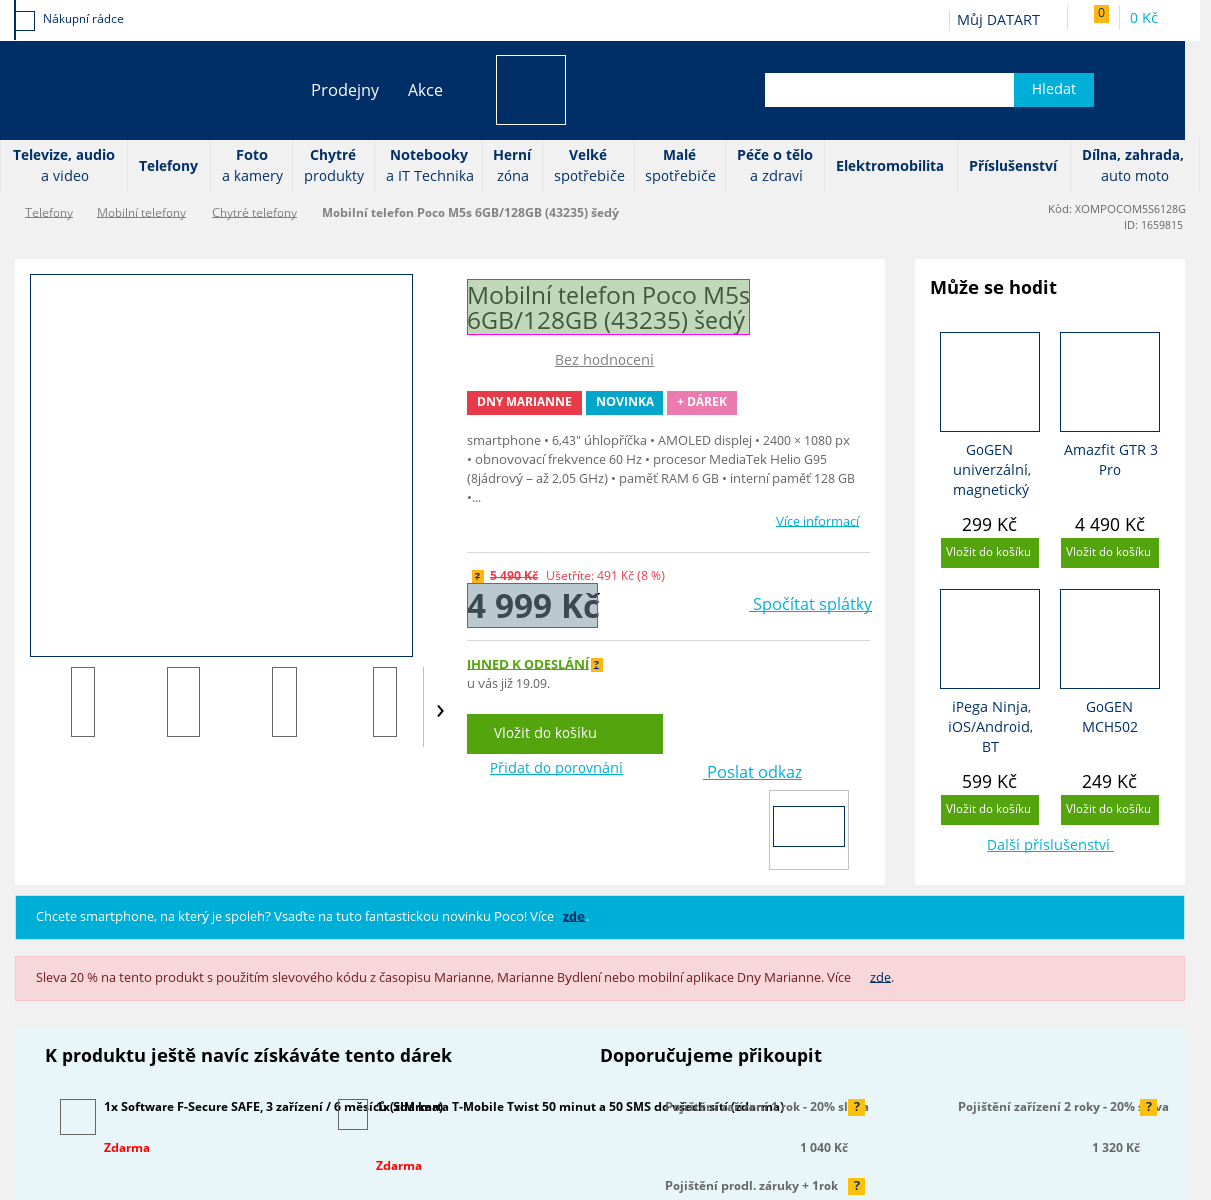 Nákupní rádce
Můj DATART
0
0 Kč
Prodejny
Akce
Hledat
Televize, audio
a video
Telefony
Foto
a kamery
Chytré
produkty
Notebooky
a IT Technika
Herní
zóna
Velké
spotřebiče
Malé
spotřebiče
Péče o tělo
a zdraví
Elektromobilita
Příslušenství
Dílna, zahrada,
auto moto
Telefony
Mobilní telefony
Chytré telefony
Mobilní telefon Poco M5s 6GB/128GB (43235) šedý
Kód: XOMPOCOM5S6128G
ID: 1659815
Mobilní telefon Poco M5s
6GB/128GB (43235) šedý
Bez hodnocení
DNY MARIANNE
NOVINKA
+ DÁREK
smartphone • 6,43" úhlopříčka • AMOLED displej • 2400 × 1080 px
• obnovovací frekvence 60 Hz • procesor MediaTek Helio G95
(8jádrový – až 2,05 GHz) • paměť RAM 6 GB • interní paměť 128 GB
•...
Více informací
? 5 490 Kč Ušetříte: 491 Kč (8 %)
4 999 Kč
Spočítat splátky
IHNED K ODESLÁNÍ ?
u vás již 19.09.
Vložit do košíku
Přidat do porovnání
Poslat odkaz
Může se hodit
GoGEN
univerzální,
magnetický
299 Kč
Vložit do košíku
Amazfit GTR 3
Pro
4 490 Kč
Vložit do košíku
iPega Ninja,
iOS/Android,
BT
599 Kč
Vložit do košíku
GoGEN
MCH502
249 Kč
Vložit do košíku
Další příslušenství
Chcete smartphone, na který je spoleh? Vsaďte na tuto fantastickou novinku Poco! Více zde.
Sleva 20 % na tento produkt s použitím slevového kódu z časopisu Marianne, Marianne Bydlení nebo mobilní aplikace Dny Marianne. Více zde.
K produktu ještě navíc získáváte tento dárek
1x Software F-Secure SAFE, 3 zařízení / 6 měsíců (zdarma)
Zdarma
1x SIM karta T-Mobile Twist 50 minut a 50 SMS do všech sítí (zdarma)
Zdarma
Doporučujeme přikoupit
Pojištění zařízení 1 rok - 20% sleva
?
1 040 Kč
Pojištění zařízení 2 roky - 20% sleva
?
1 320 Kč
Pojištění prodl. záruky + 1rok
?